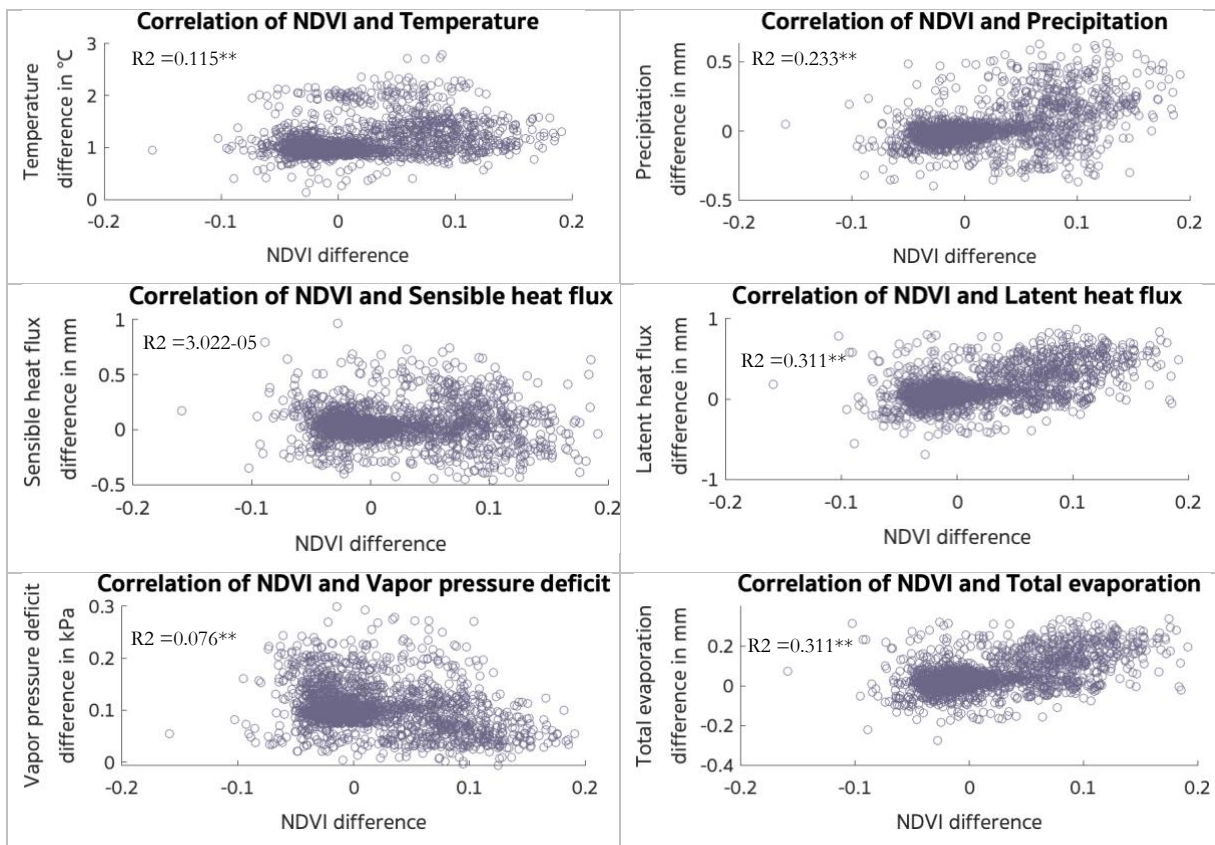 Correlation of NDVI and Temperature
Temperature
difference in °C
R2 =0.115**
3
2
1
0
-0.2
-0.1
0
0.1
0.2
NDVI difference
Correlation of NDVI and Precipitation
Precipitation
difference in mm
R2 =0.233**
0.5
0
-0.5
-0.2
-0.1
0
0.1
0.2
NDVI difference
Correlation of NDVI and Sensible heat flux
Sensible heat flux
difference in mm
R2 =3.022-05
1
0.5
0
-0.5
-0.2
-0.1
0
0.1
0.2
NDVI difference
Correlation of NDVI and Latent heat flux
Latent heat flux
difference in mm
R2 =0.311**
1
0
-1
-0.2
-0.1
0
0.1
0.2
NDVI difference
Correlation of NDVI and Vapor pressure deficit
Vapor pressure deficit
difference in kPa
R2 =0.076**
0.3
0.2
0.1
0
-0.2
-0.1
0
0.1
0.2
NDVI difference
Correlation of NDVI and Total evaporation
Total evaporation
difference in mm
R2 =0.311**
0.2
0
-0.2
-0.4
-0.2
-0.1
0
0.1
0.2
NDVI difference